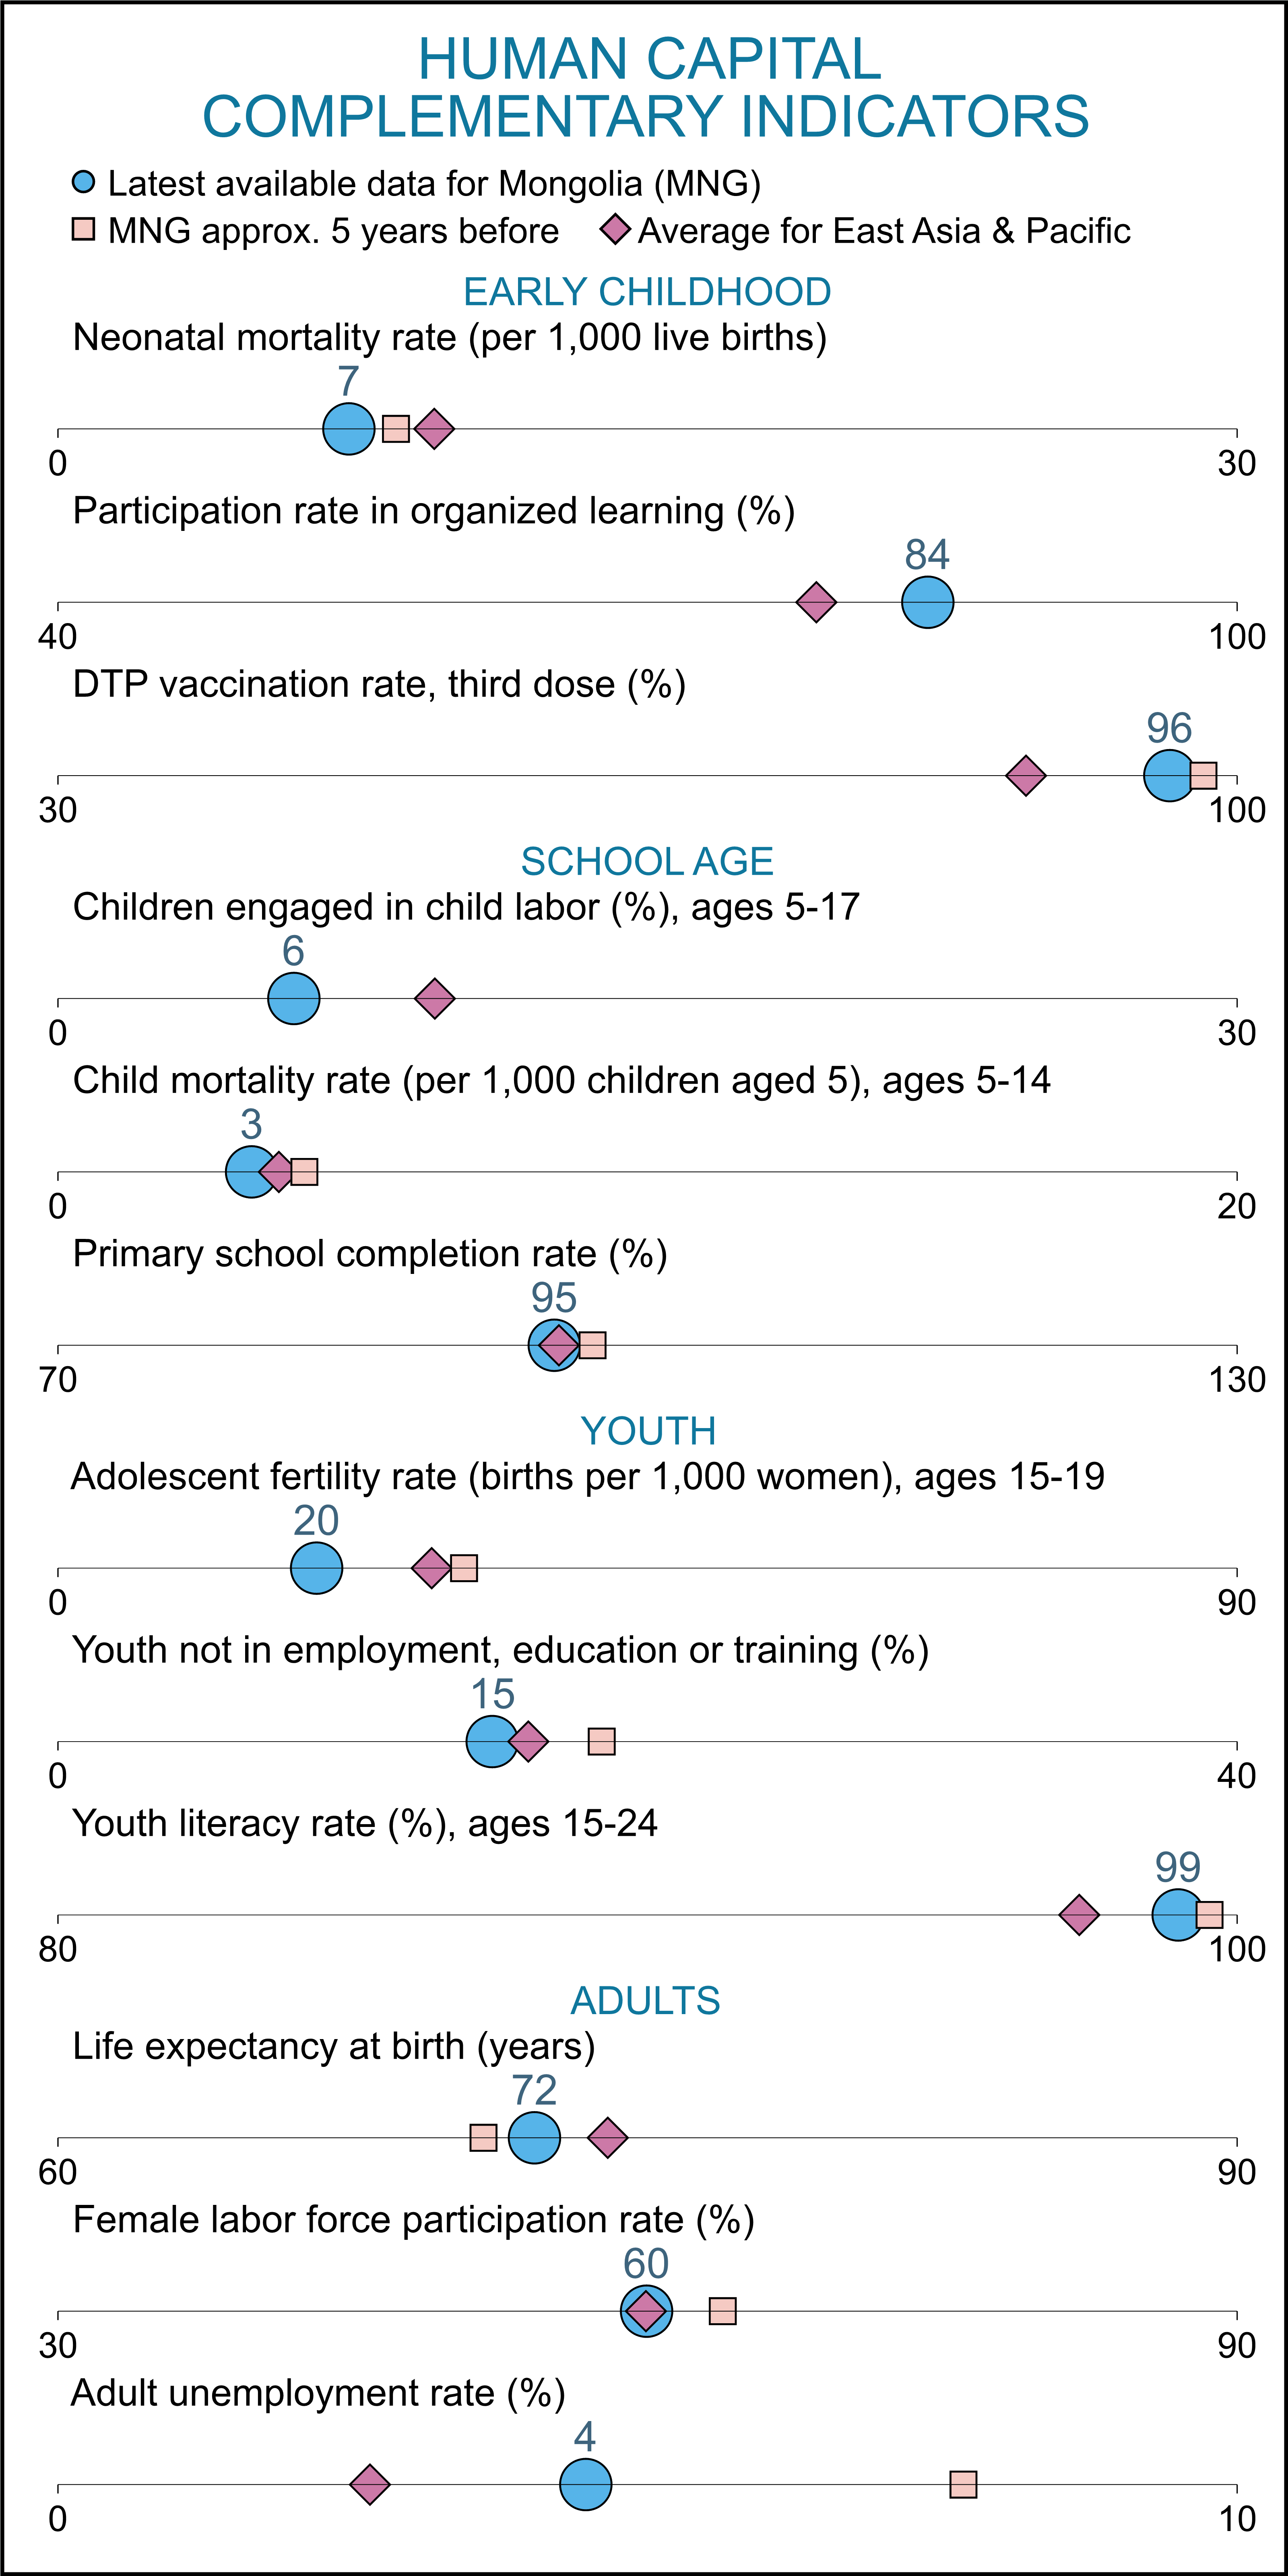 HUMAN CAPITAL
COMPLEMENTARY INDICATORS
Latest available data for Mongolia (MNG)
MNG approx. 5 years before Average for East Asia & Pacific
EARLY CHILDHOOD
Neonatal mortality rate (per 1,000 live births)
7
0 30
Participation rate in organized learning (%)
84
40 100
DTP vaccination rate, third dose (%)
96
30 100
SCHOOL AGE
Children engaged in child labor (%), ages 5-17
6
0 30
Child mortality rate (per 1,000 children aged 5), ages 5-14
3
0 20
Primary school completion rate (%)
95
70 130
YOUTH
Adolescent fertility rate (births per 1,000 women), ages 15-19
20
0 90
Youth not in employment, education or training (%)
15
0 40
Youth literacy rate (%), ages 15-24
99
80 100
ADULTS
Life expectancy at birth (years)
72
60 90
Female labor force participation rate (%)
60
30 90
Adult unemployment rate (%)
4
0 10